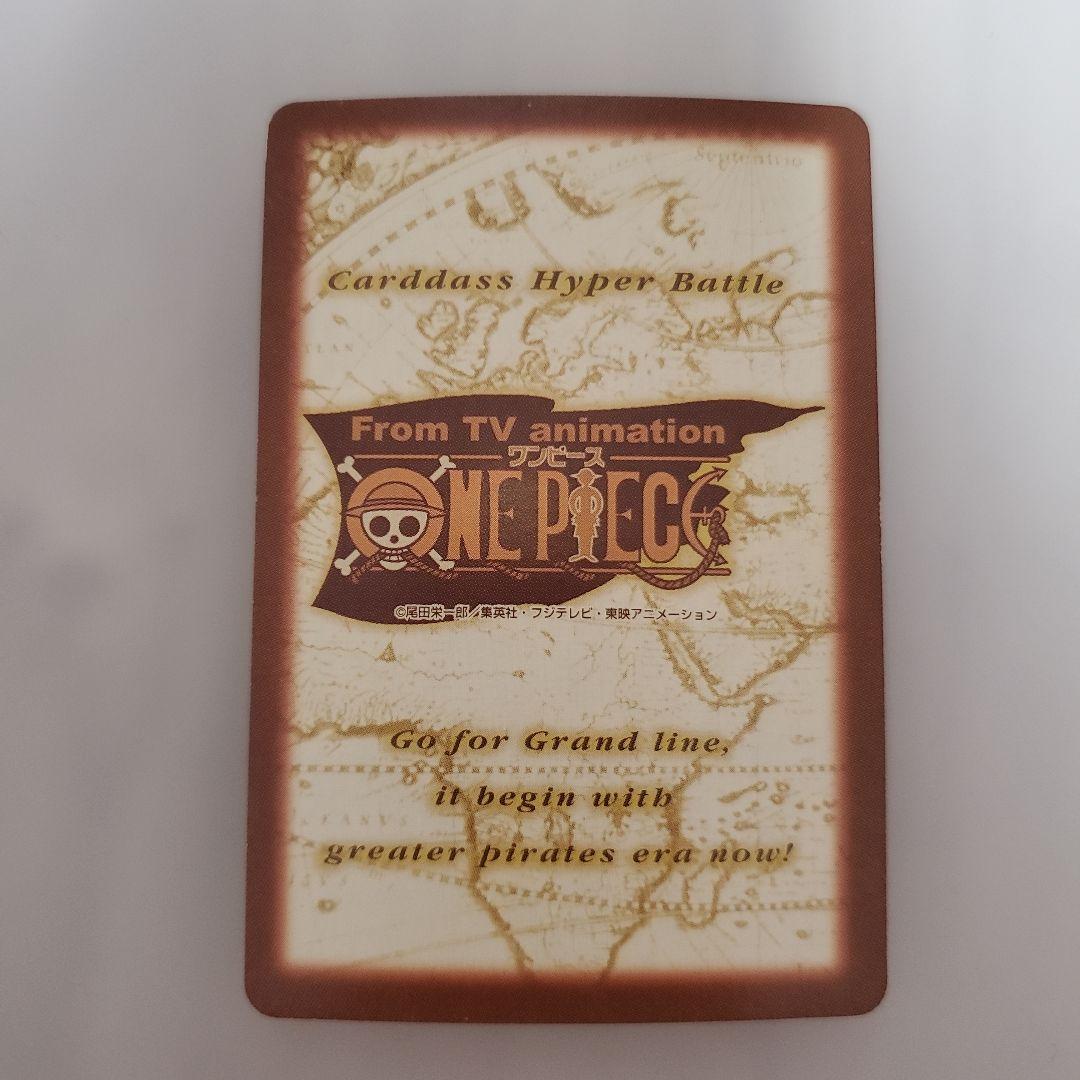 Septentrio
Carddass Hyper Battle
From TV animation
ワンピース
ONE PIECE
©尾田栄一郎/集英社・フジテレビ・東映アニメーション
Go for Grand line,
it begin with
greater pirates era now!